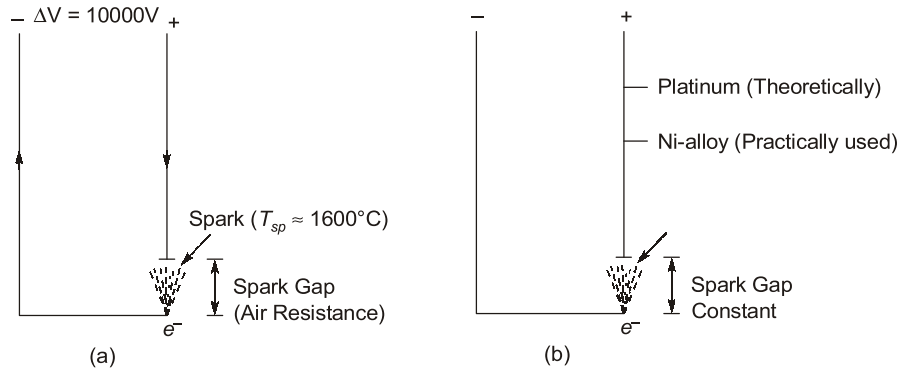 − ΔV = 10000V +
Spark (Tsp ≈ 1600°C)
Spark Gap
(Air Resistance)
e−
(a)
− +
Platinum (Theoretically)
Ni-alloy (Practically used)
Spark Gap
Constant
e−
(b)